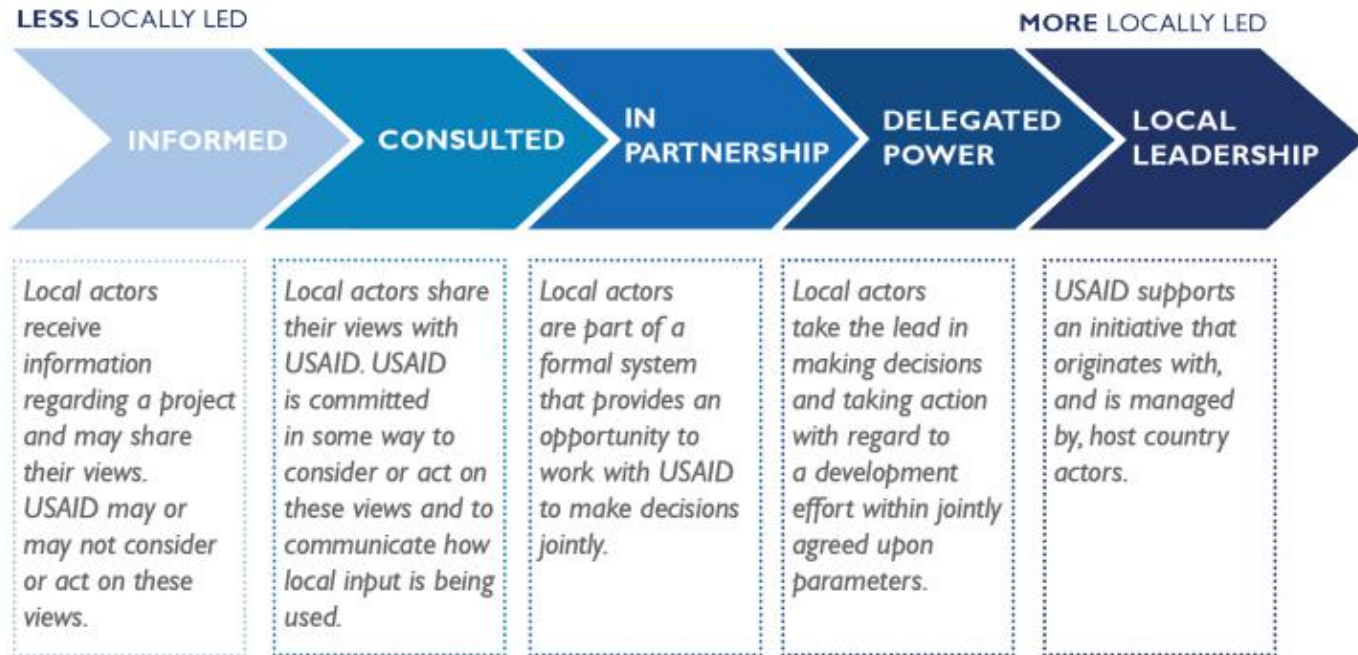 LESS LOCALLY LED
MORE LOCALLY LED
INFORMED
CONSULTED
IN
PARTNERSHIP
DELEGATED
POWER
LOCAL
LEADERSHIP
Local actors
receive
information
regarding a project
and may share
their views.
USAID may or
may not consider
or act on these
views.
Local actors share
their views with
USAID. USAID
is committed
in some way to
consider or act on
these views and to
communicate how
local input is being
used.
Local actors
are part of a
formal system
that provides an
opportunity to
work with USAID
to make decisions
jointly.
Local actors
take the lead in
making decisions
and taking action
with regard to
a development
effort within jointly
agreed upon
parameters.
USAID supports
an initiative that
originates with,
and is managed
by, host country
actors.